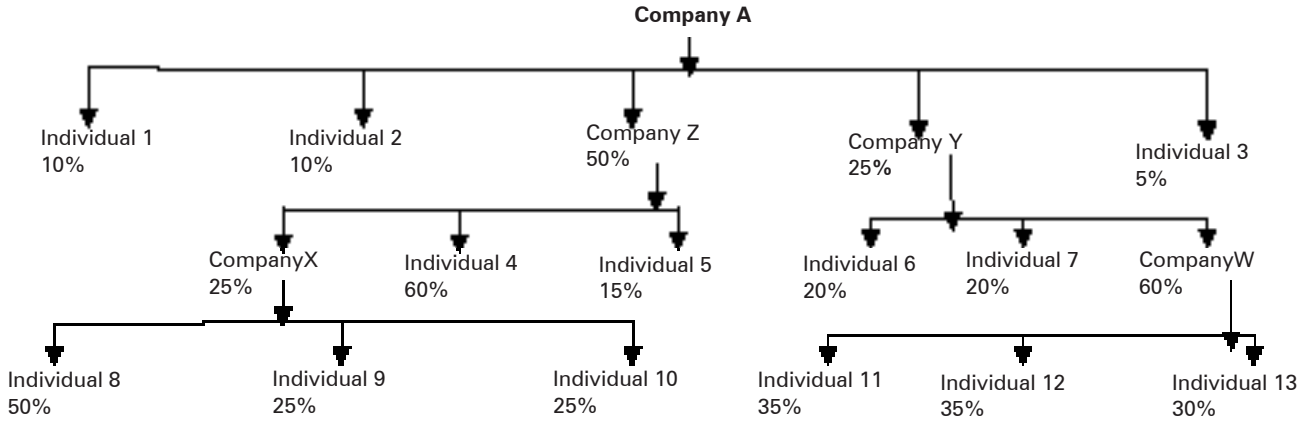 Company A
Individual 1
10%
Individual 2
10%
Company Z
50%
Company Y
25%
Individual 3
5%
CompanyX
25%
Individual 4
60%
Individual 5
15%
Individual 6
20%
Individual 7
20%
CompanyW
60%
Individual 8
50%
Individual 9
25%
Individual 10
25%
Individual 11
35%
Individual 12
35%
Individual 13
30%